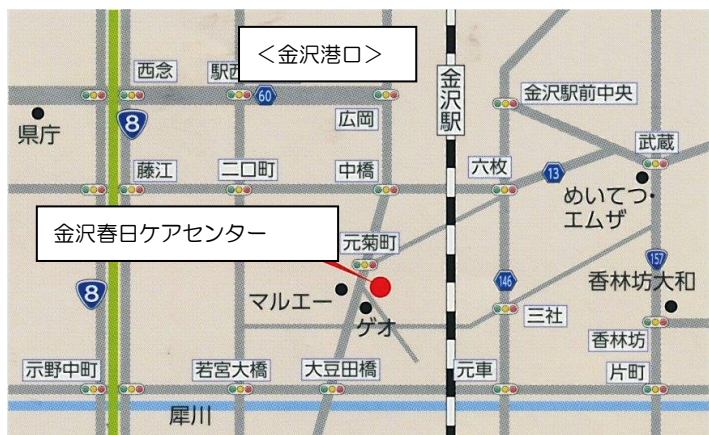 ＜金沢港口＞
西念
駅西
60
広岡
金沢駅
金沢駅前中央
県庁
8
武蔵
藤江
二口町
中橋
六枚
13
めいてつ・
エムザ
金沢春日ケアセンター
元菊町
157
8
マルエー
ゲオ
146
香林坊大和
三社
香林坊
示野中町
若宮大橋
大豆田橋
元車
片町
犀川